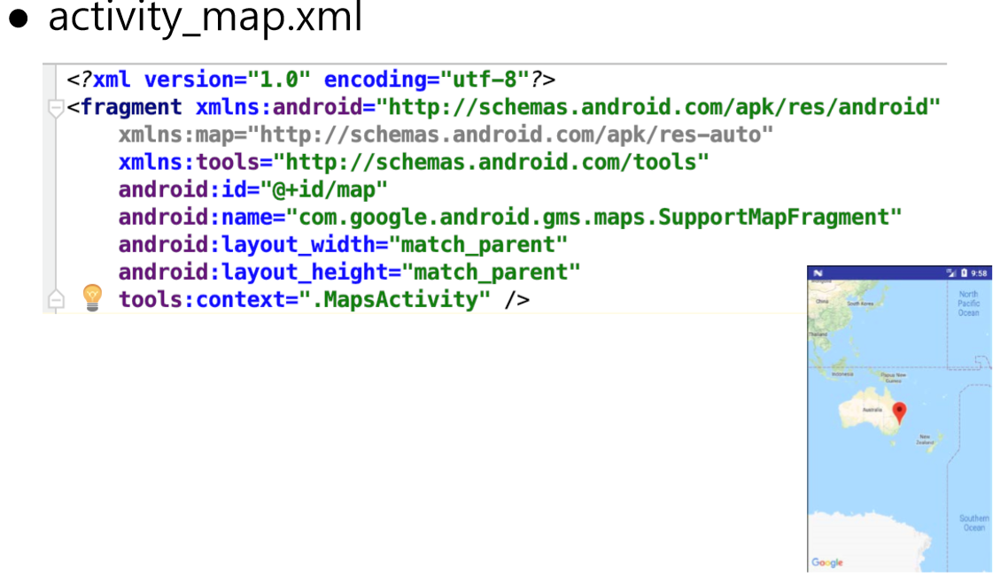 ● activity_map.xml
<?xml version="1.0" encoding="utf-8"?>
<fragment xmlns:android="http://schemas.android.com/apk/res/android"
xmlns:map="http://schemas.android.com/apk/res-auto"
xmlns:tools="http://schemas.android.com/tools"
android:id="@+id/map"
android:name="com.google.android.gms.maps.SupportMapFragment"
android:layout_width="match_parent"
android:layout_height="match_parent"
tools:context=".MapsActivity" />
9:58
Mongolia
China
South Korea
North
Pacific
Ocean
Thailand
Indonesia
Papua New
Guinea
Australia
New
Zealand
Southern
Ocean
Google